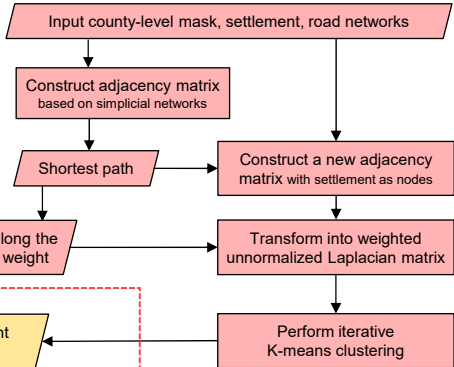 Input county-level mask, settlement, road networks
Construct adjacency matrix
based on simplicial networks
Shortest path
Construct a new adjacency
matrix with settlement as nodes
the
weight
Transform into weighted
unnormalized Laplacian matrix
Perform iterative
K-means clustering